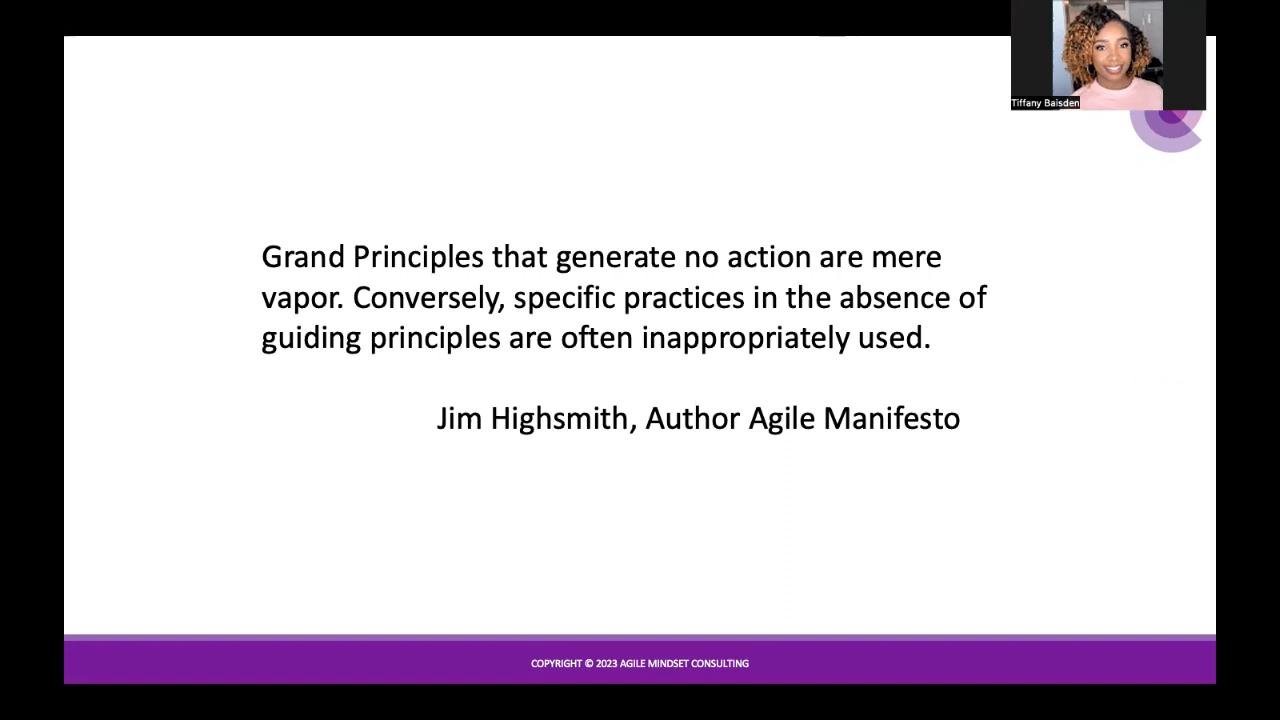 Tiffany Baisden
Grand Principles that generate no action are mere
vapor. Conversely, specific practices in the absence of
guiding principles are often inappropriately used.
Jim Highsmith, Author Agile Manifesto
COPYRIGHT © 2023 AGILE MINDSET CONSULTING